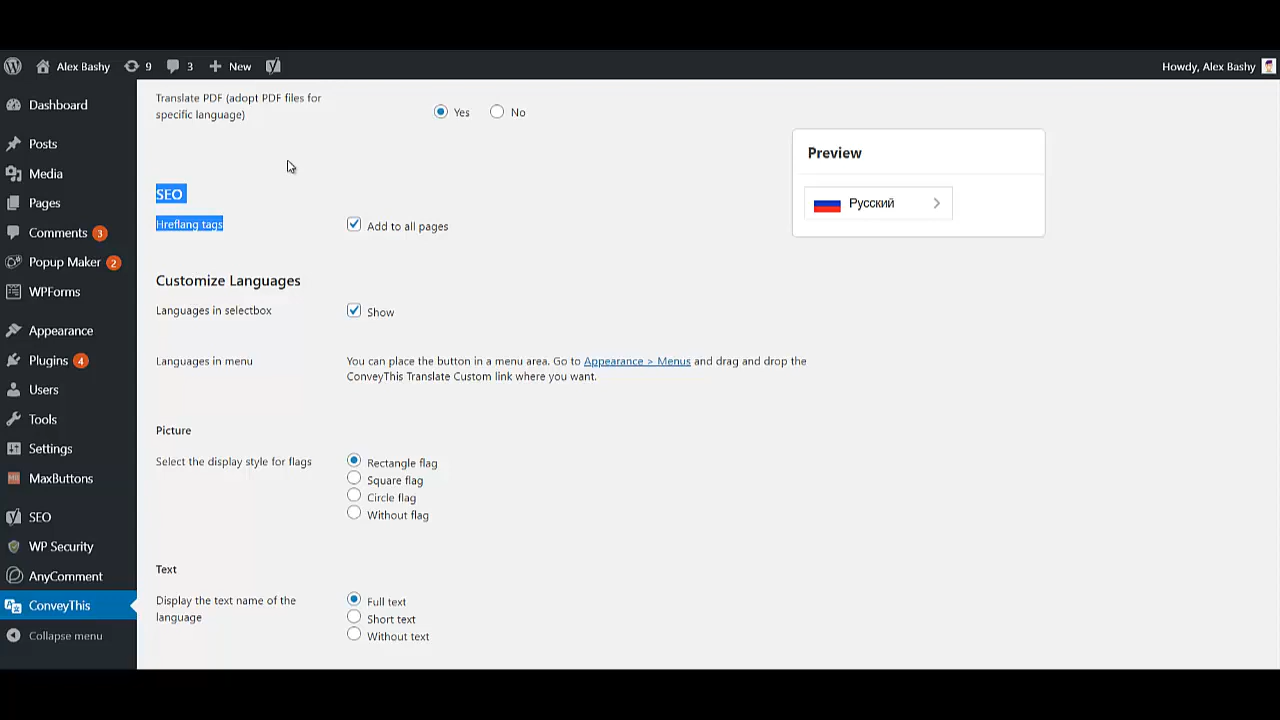 Alex Bashy
9
3
New
Howdy, Alex Bashy
Dashboard
Posts
Media
Pages
Comments 3
Popup Maker 2
WPForms
Appearance
Plugins 4
Users
Tools
Settings
MaxButtons
SEO
WP Security
AnyComment
ConveyThis
Collapse menu
Translate PDF (adopt PDF files for
specific language)
Yes
No
SEO
Hreflang tags
Add to all pages
Customize Languages
Languages in selectbox
Show
Languages in menu
You can place the button in a menu area. Go to Appearance > Menus and drag and drop the
ConveyThis Translate Custom link where you want.
Picture
Select the display style for flags
Rectangle flag
Square flag
Circle flag
Without flag
Text
Display the text name of the
language
Full text
Short text
Without text
Preview
Русский